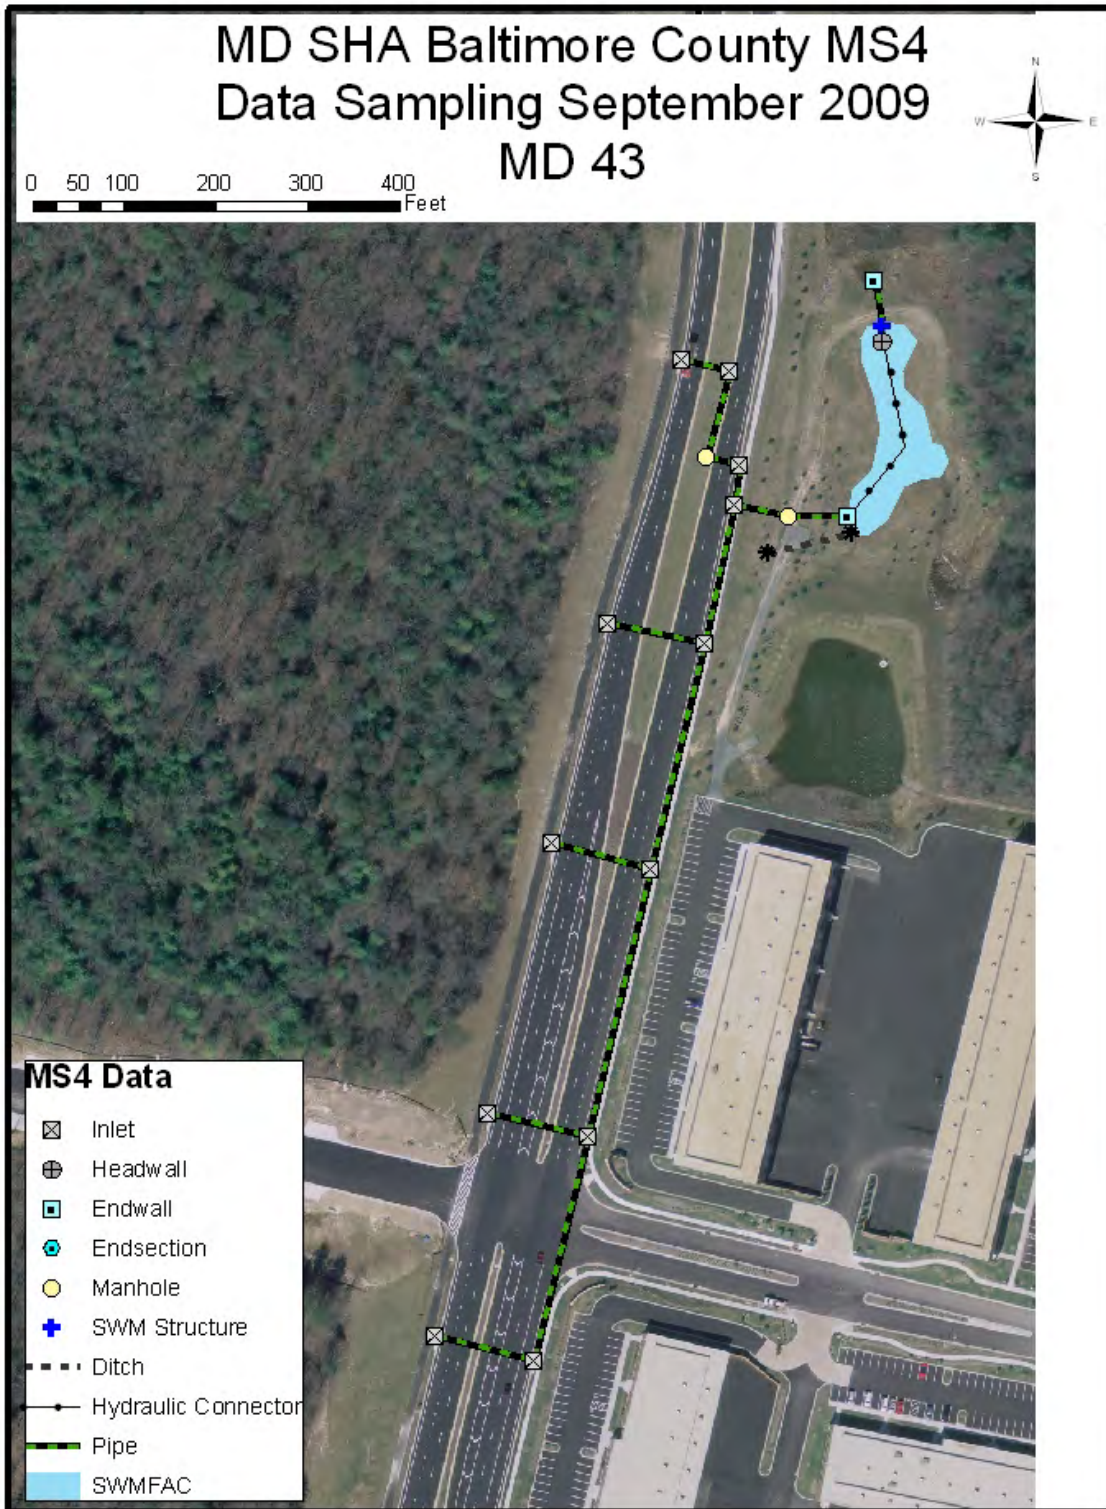 MD SHA Baltimore County MS4
Data Sampling September 2009
MD 43
N
W E
S
0 50 100 200 300 400
Feet
MS4 Data
Inlet
Headwall
Endwall
Endsection
Manhole
SWM Structure
Ditch
Hydraulic Connector
Pipe
SWMFAC